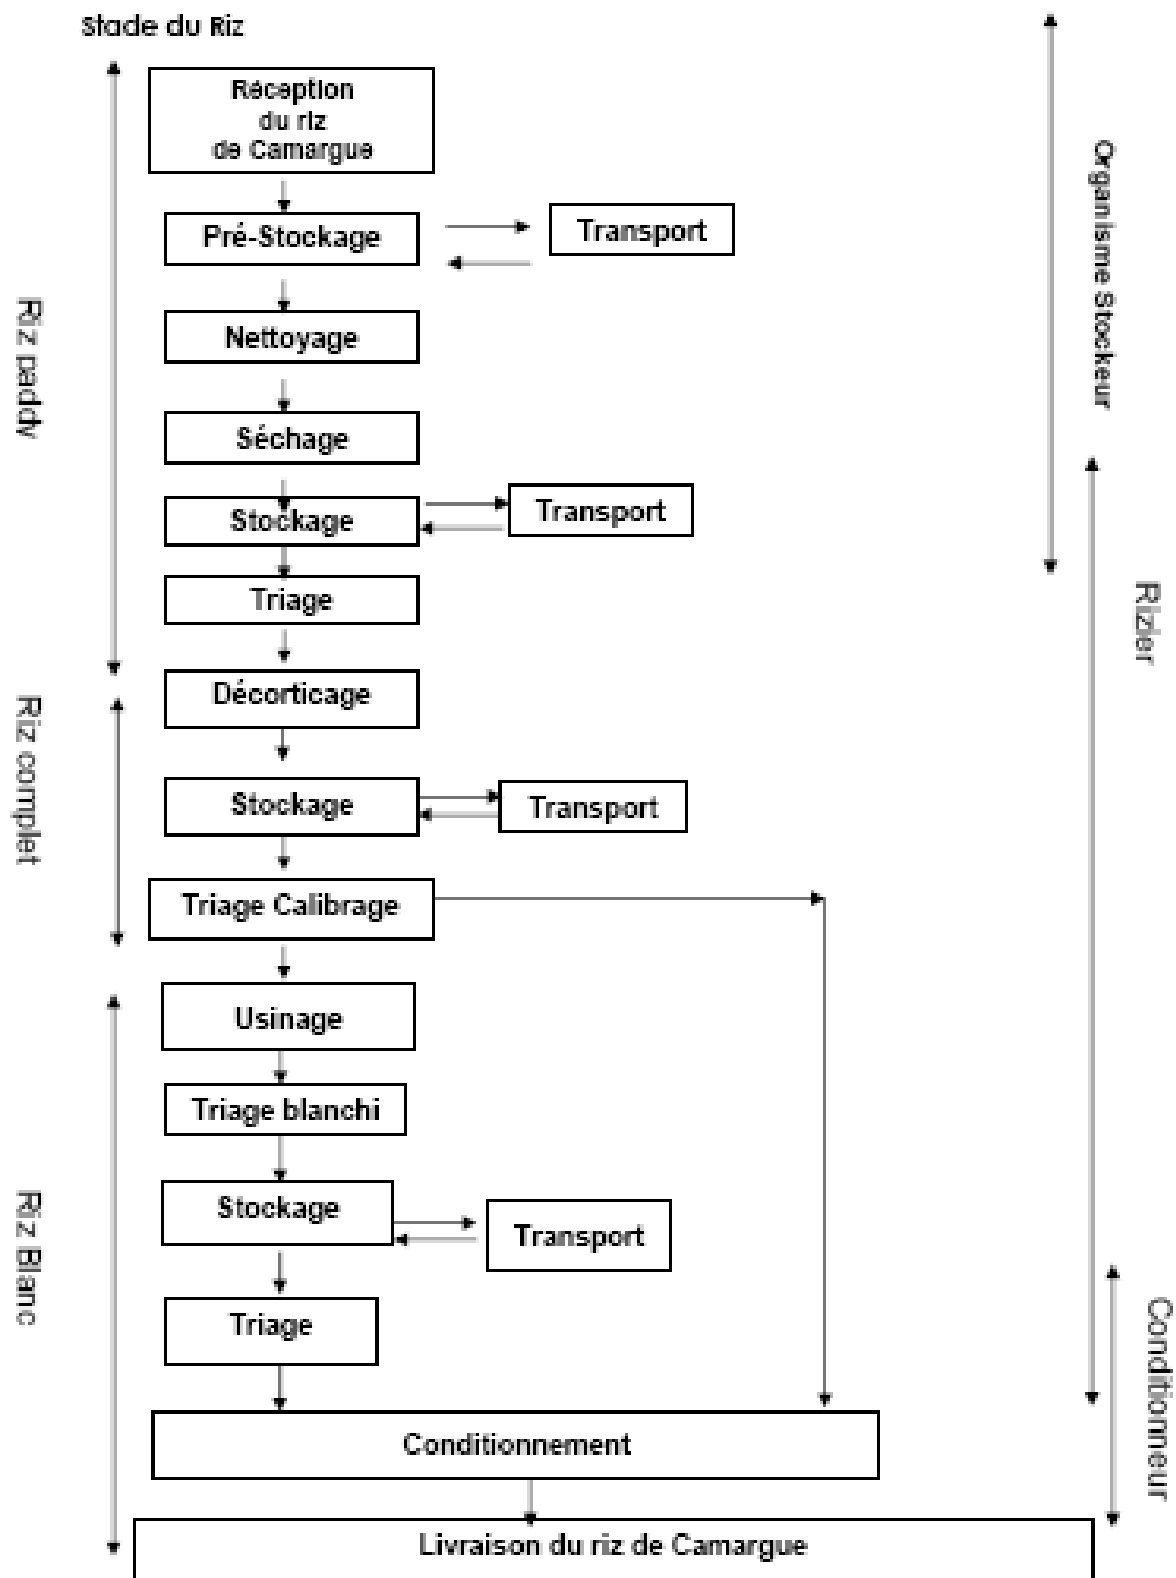 Stade du Riz
Réception
du riz
de Camargue
Pré-Stockage
Transport
Nettoyage
Séchage
Stockage
Transport
Triage
Décorticage
Stockage
Transport
Triage Calibrage
Usinage
Triage blanchi
Stockage
Transport
Triage
Conditionnement
Livraison du riz de Camargue
Riz paddy
Riz complet
Riz Blanc
Organisme Stockeur
Rizier
Conditionneur